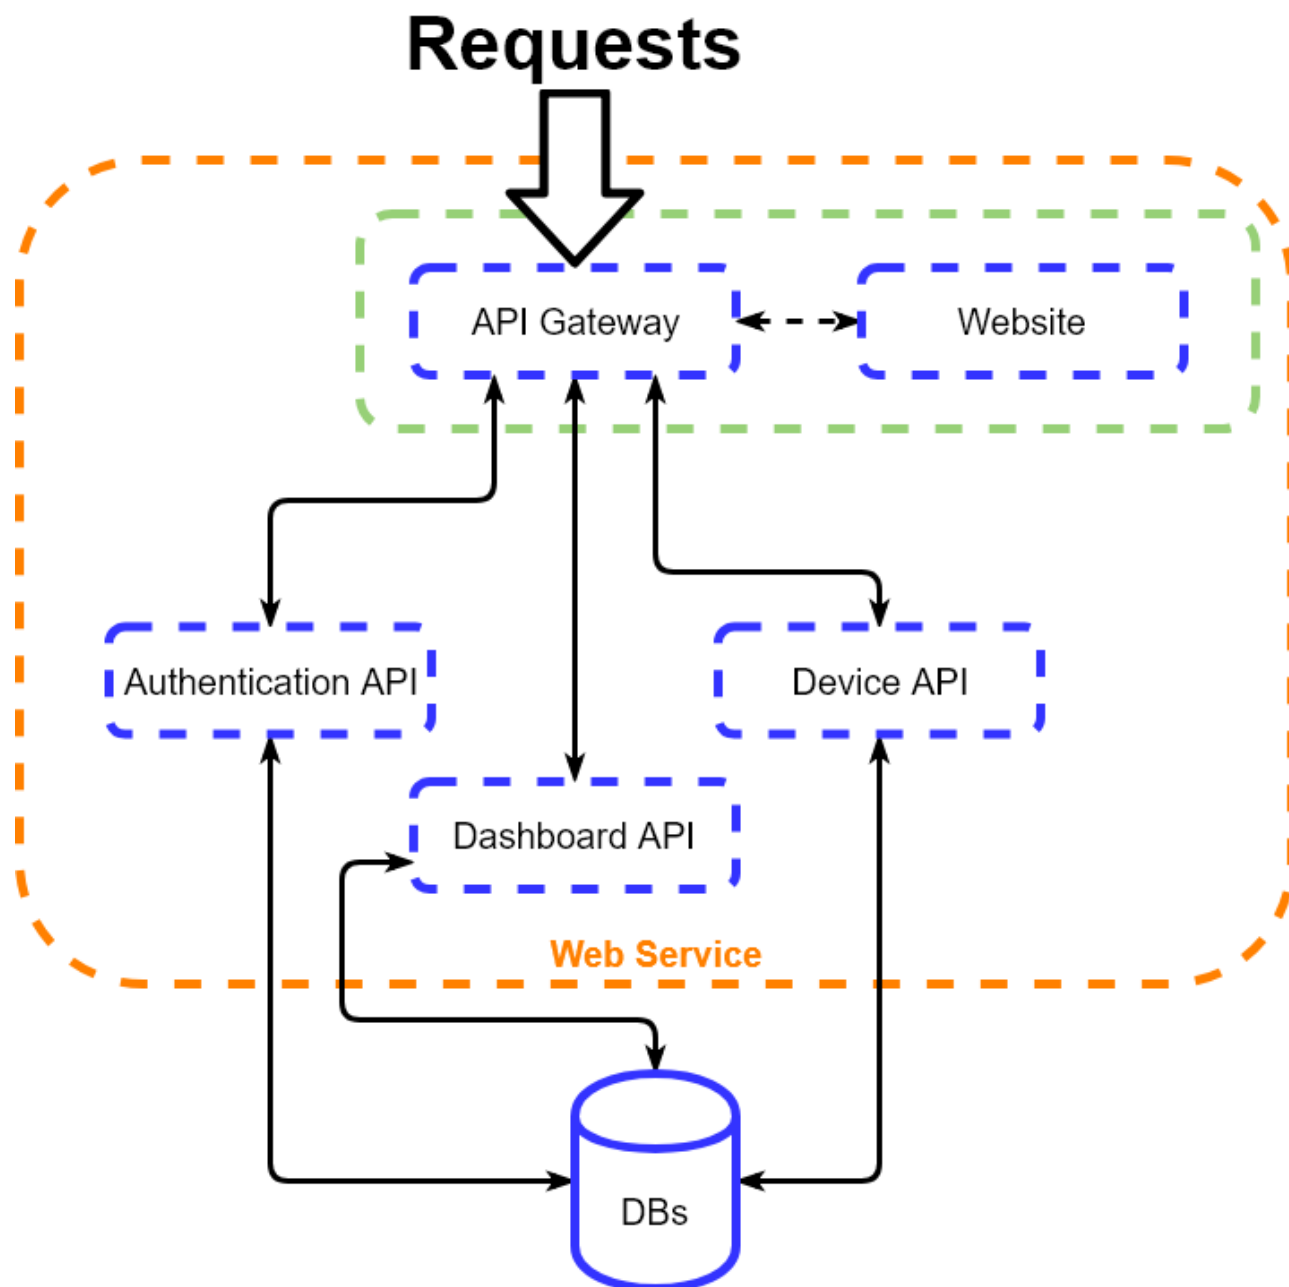 Requests
API Gateway
Website
Authentication API
Device API
Dashboard API
Web Service
DBs